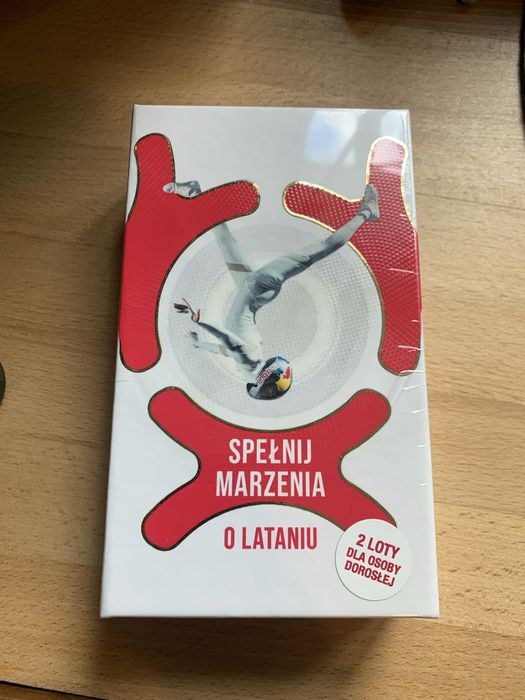 SPEŁNIJ
MARZENIA
O LATANIU
2 LOTY
DLA OSOBY
DOROSŁEJ